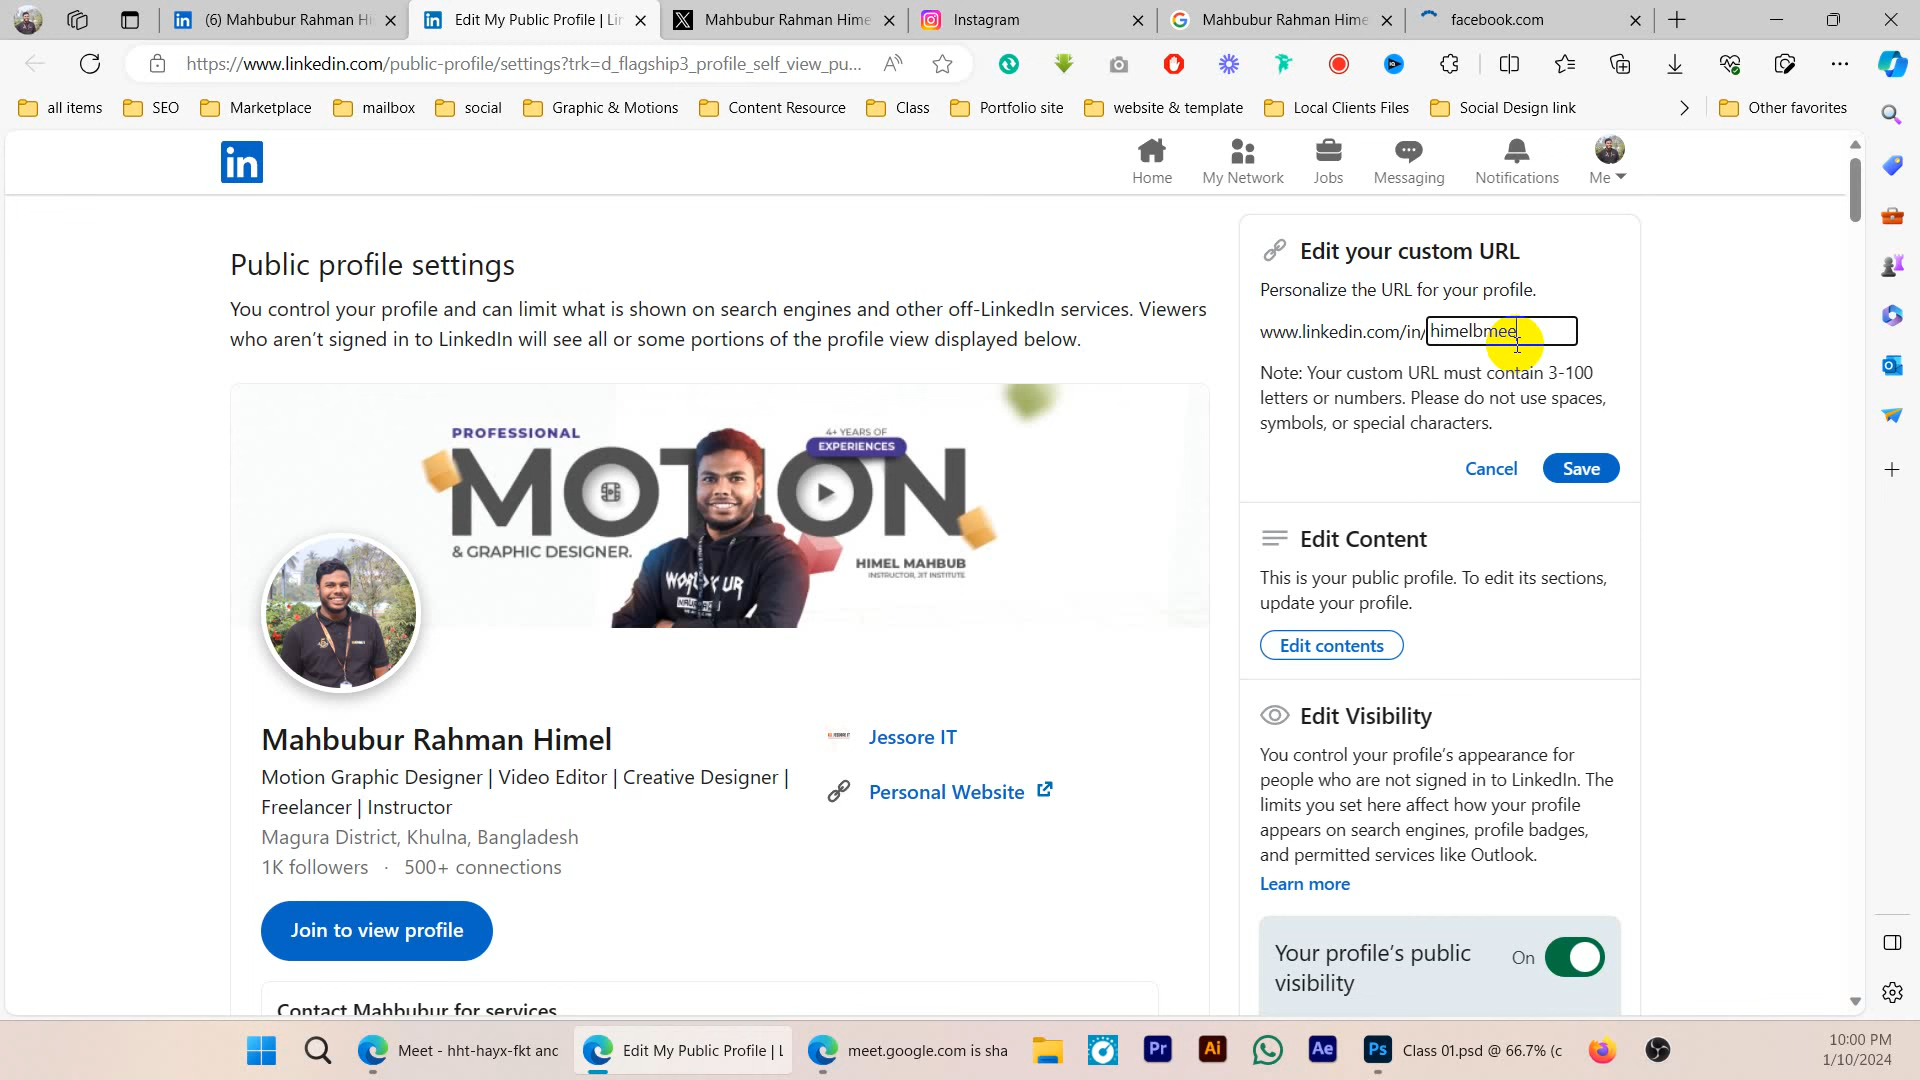 (6) Mahbubur Rahman Hi
Edit My Public Profile | Lin
Mahbubur Rahman Hime
Instagram
Mahbubur Rahman Hime
facebook.com
https://www.linkedin.com/public-profile/settings?trk=d_flagship3_profile_self_view_pu...
all items
SEO
Marketplace
mailbox
social
Graphic & Motions
Content Resource
Class
Portfolio site
website & template
Local Clients Files
Social Design link
Other favorites
in
Home
My Network
Jobs
Messaging
Notifications
Me
Public profile settings
You control your profile and can limit what is shown on search engines and other off-LinkedIn services. Viewers
who aren't signed in to LinkedIn will see all or some portions of the profile view displayed below.
PROFESSIONAL
4+ YEARS OF
EXPERIENCES
MOTION
& GRAPHIC DESIGNER.
HIMEL MAHBUB
INSTRUCTOR, JIT INSTITUTE.
Mahbubur Rahman Himel
Motion Graphic Designer | Video Editor | Creative Designer |
Freelancer | Instructor
Magura District, Khulna, Bangladesh
1K followers · 500+ connections
Jessore IT
Personal Website
Join to view profile
Contact Mahbubur for services
Edit your custom URL
Personalize the URL for your profile.
www.linkedin.com/in/himelbmee
Note: Your custom URL must contain 3-100
letters or numbers. Please do not use spaces,
symbols, or special characters.
Cancel
Save
Edit Content
This is your public profile. To edit its sections,
update your profile.
Edit contents
Edit Visibility
You control your profile's appearance for
people who are not signed in to LinkedIn. The
limits you set here affect how your profile
appears on search engines, profile badges,
and permitted services like Outlook.
Learn more
Your profile's public
visibility
On
Meet - hht-hayx-fkt and
Edit My Public Profile | L
meet.google.com is sha
Pr
Ai
Ae
Ps
Class 01.psd @ 66.7% (c
10:00 PM
1/10/2024